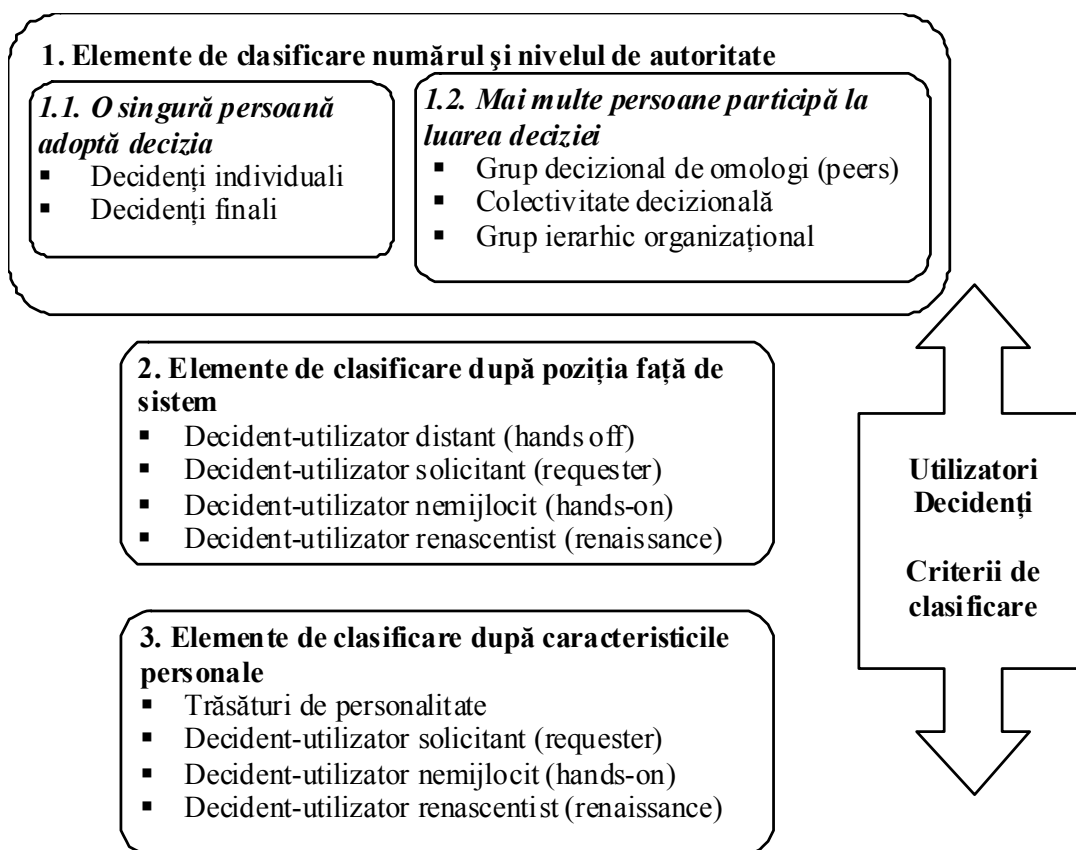 1. Elemente de clasificare numărul şi nivelul de autoritate
1.1. O singură persoană
adoptă decizia
▪ Decidenți individuali
▪ Decidenți finali
1.2. Mai multe persoane participă la
luarea deciziei
▪ Grup decizional de omologi (peers)
▪ Colectivitate decizională
▪ Grup ierarhic organizațional
2. Elemente de clasificare după poziția față de
sistem
▪ Decident-utilizator distant (hands off)
▪ Decident-utilizator solicitant (requester)
▪ Decident-utilizator nemijlocit (hands-on)
▪ Decident-utilizator renascentist (renaissance)
3. Elemente de clasificare după caracteristicile
personale
▪ Trăsături de personalitate
▪ Decident-utilizator solicitant (requester)
▪ Decident-utilizator nemijlocit (hands-on)
▪ Decident-utilizator renascentist (renaissance)
Utilizatori
Decidenți
Criterii de
clasificare